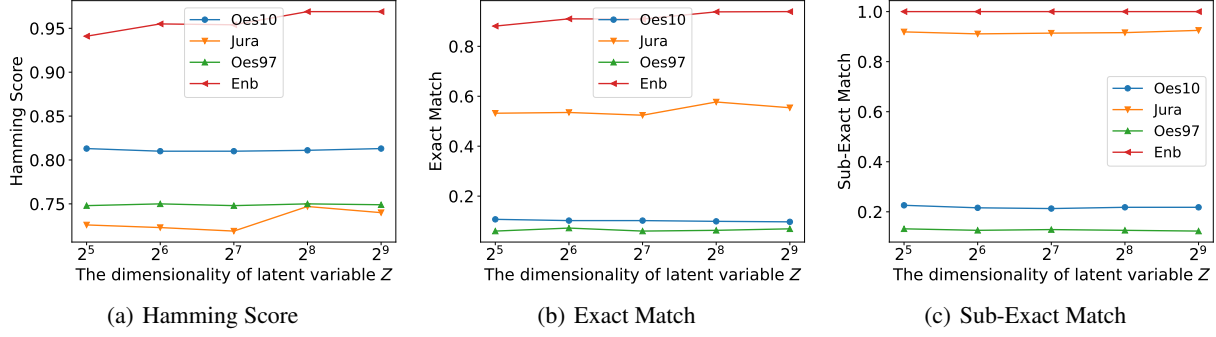 Hamming Score
0.95
0.90
0.85
0.80
0.75
Oes10
Jura
Oes97
Enb
2^5 2^6 2^7 2^8 2^9
The dimensionality of latent variable Z
(a) Hamming Score
Exact Match
0.8
0.6
0.4
0.2
Oes10
Jura
Oes97
Enb
2^5 2^6 2^7 2^8 2^9
The dimensionality of latent variable Z
(b) Exact Match
Sub-Exact Match
1.0
0.8
0.6
0.4
0.2
Oes10
Jura
Oes97
Enb
2^5 2^6 2^7 2^8 2^9
The dimensionality of latent variable Z
(c) Sub-Exact Match